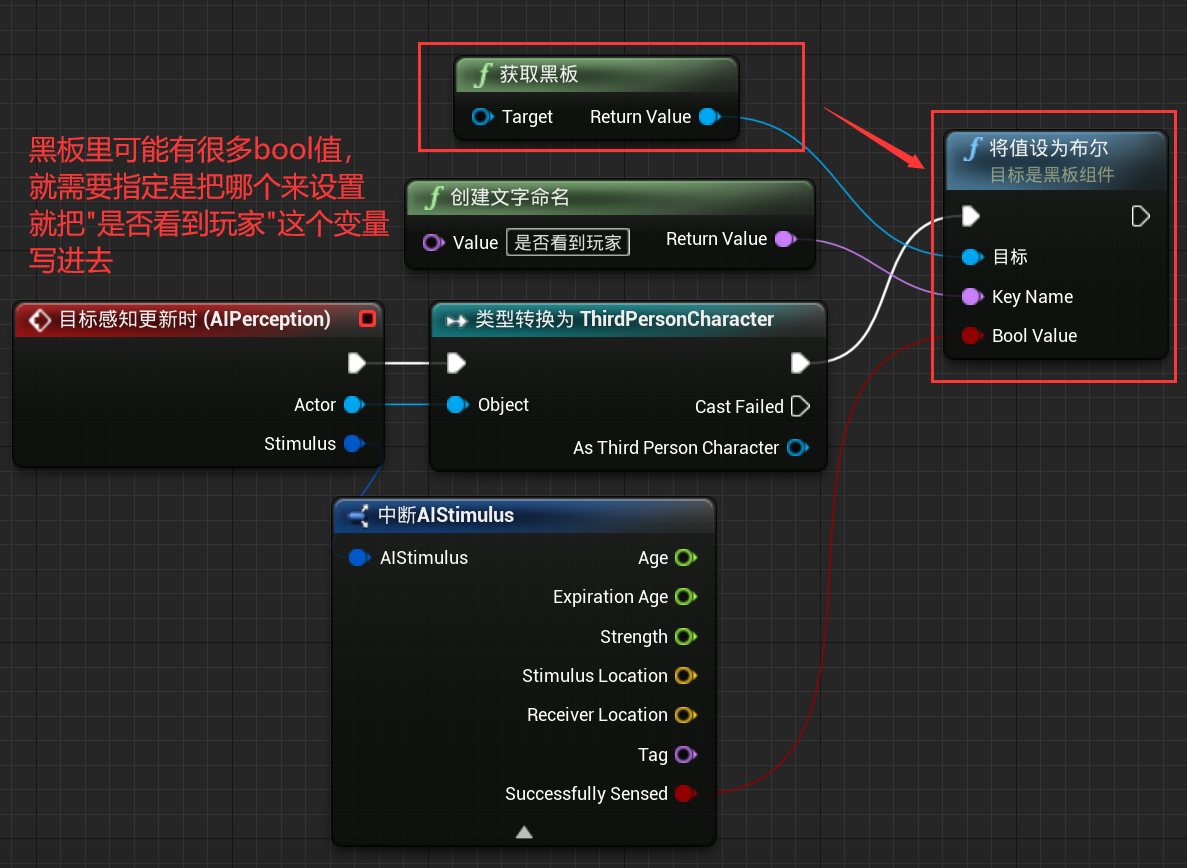 获取黑板
Target
Return Value
黑板里可能有很多bool值，
就需要指定是把哪个来设置
就把"是否看到玩家"这个变量
写进去
创建文字命名
Value
是否看到玩家
Return Value
将值设为布尔
目标是黑板组件
目标
Key Name
Bool Value
目标感知更新时 (AIPerception)
Actor
Stimulus
类型转换为 ThirdPersonCharacter
Object
Cast Failed
As Third Person Character
中断AIStimulus
AIStimulus
Age
Expiration Age
Strength
Stimulus Location
Receiver Location
Tag
Successfully Sensed